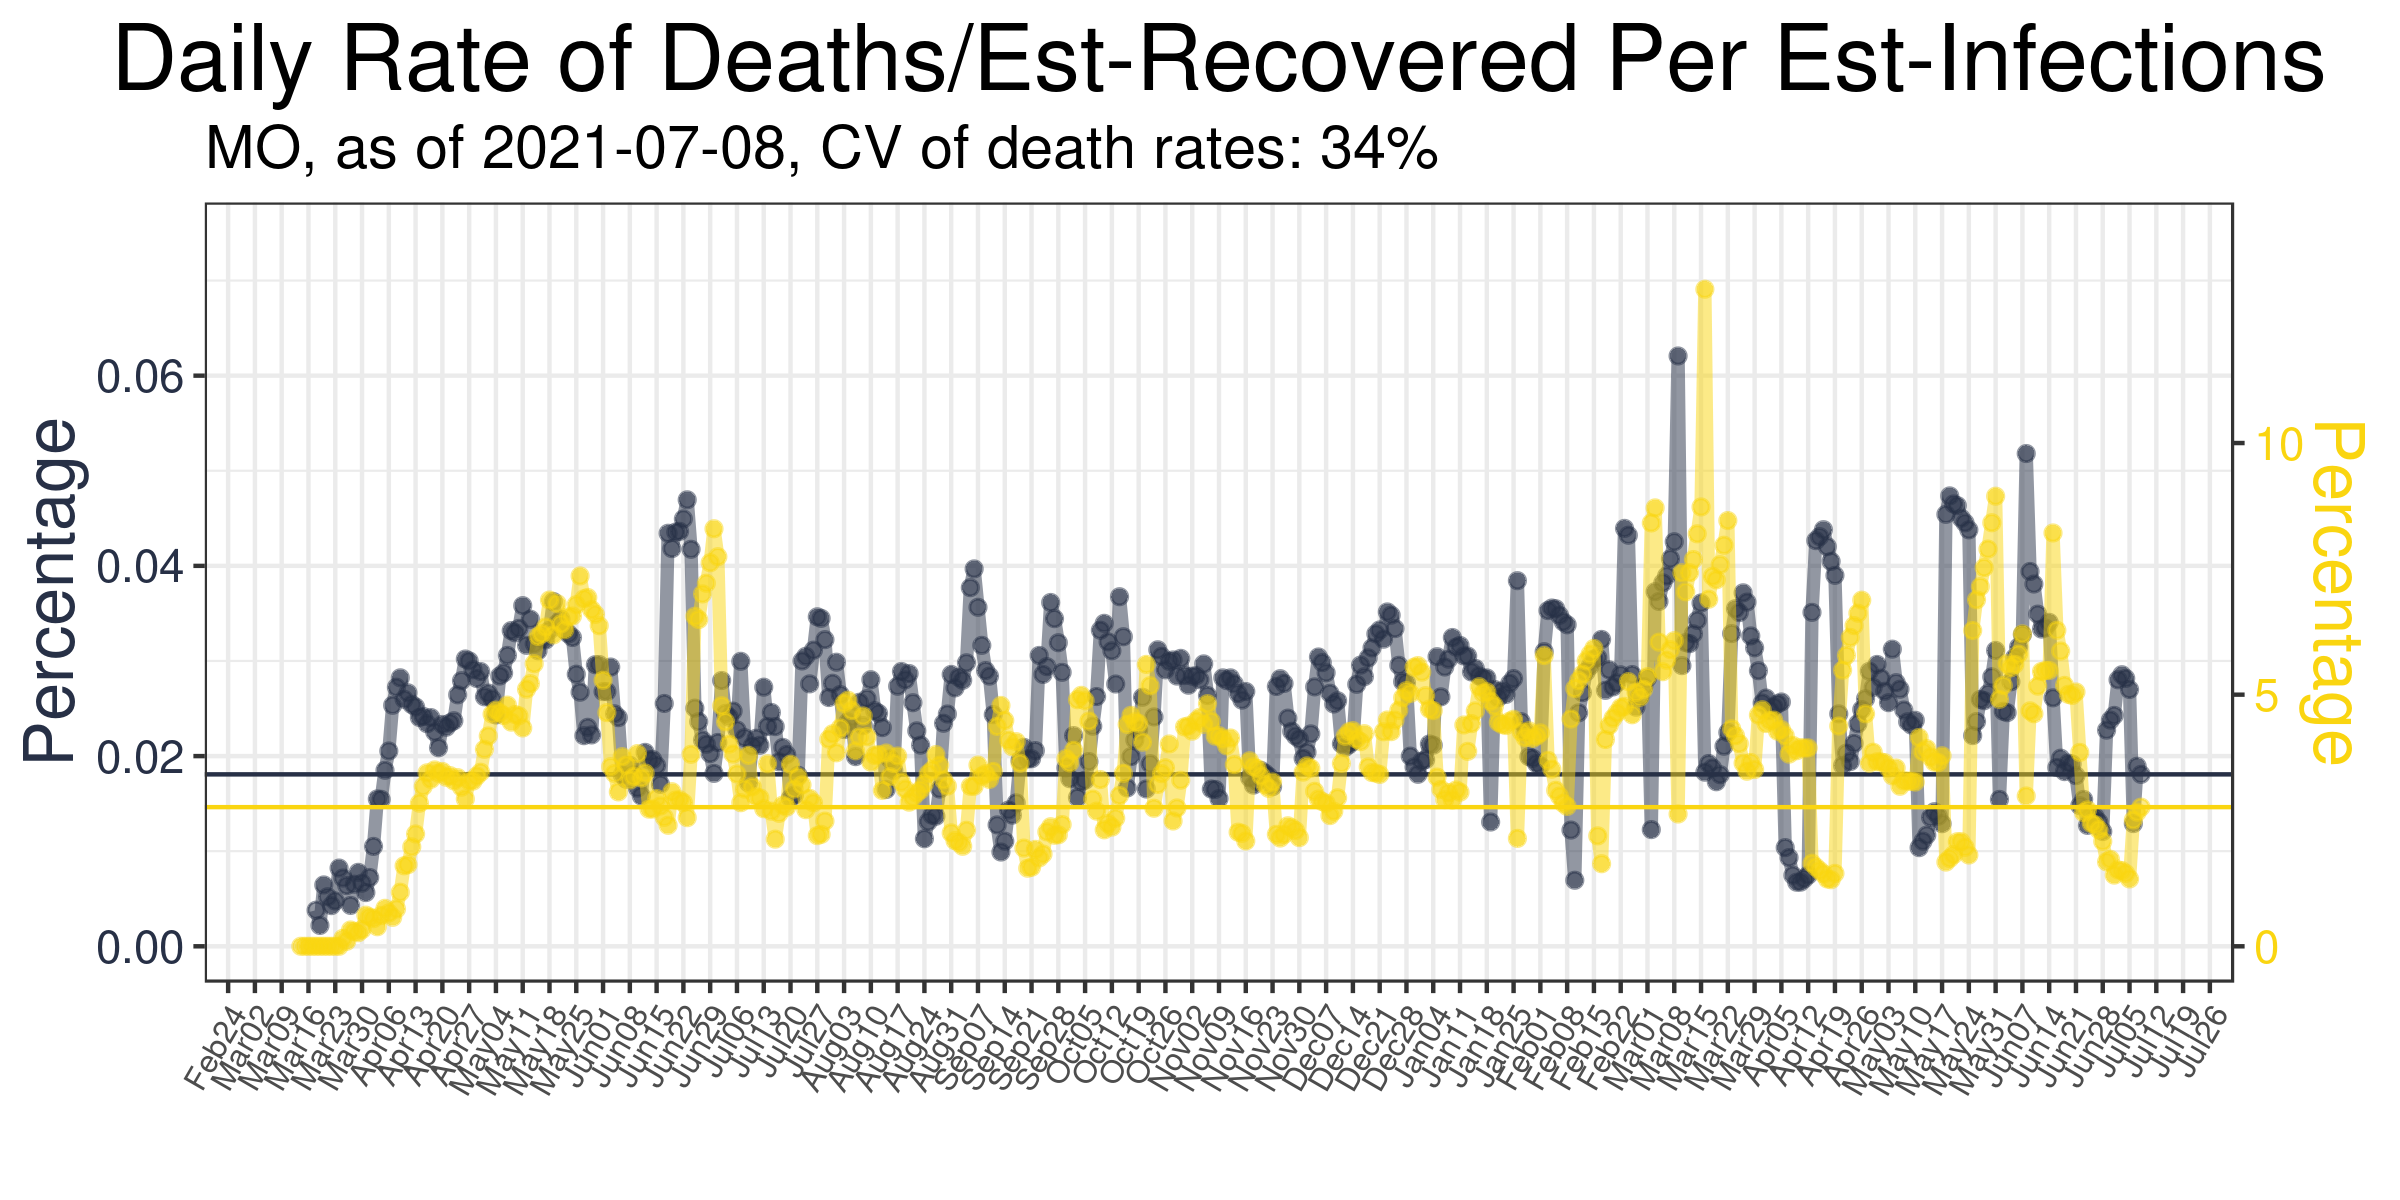 Daily Rate of Deaths/Est-Recovered Per Est-Infections
MO, as of 2021-07-08, CV of death rates: 34%
Percentage
0.06
0.04
0.02
0.00
10
5
0
Percentage
Feb24
Mar02
Mar09
Mar16
Mar23
Mar30
Apr06
Apr13
Apr20
Apr27
May04
May11
May18
May25
Jun01
Jun08
Jun15
Jun22
Jun29
Jul06
Jul13
Jul20
Jul27
Aug03
Aug10
Aug17
Aug24
Aug31
Sep07
Sep14
Sep21
Sep28
Oct05
Oct12
Oct19
Oct26
Nov02
Nov09
Nov16
Nov23
Nov30
Dec07
Dec14
Dec21
Dec28
Jan04
Jan11
Jan18
Jan25
Feb01
Feb08
Feb15
Feb22
Mar01
Mar08
Mar15
Mar22
Mar29
Apr05
Apr12
Apr19
Apr26
May03
May10
May17
May24
May31
Jun07
Jun14
Jun21
Jun28
Jul05
Jul12
Jul19
Jul26